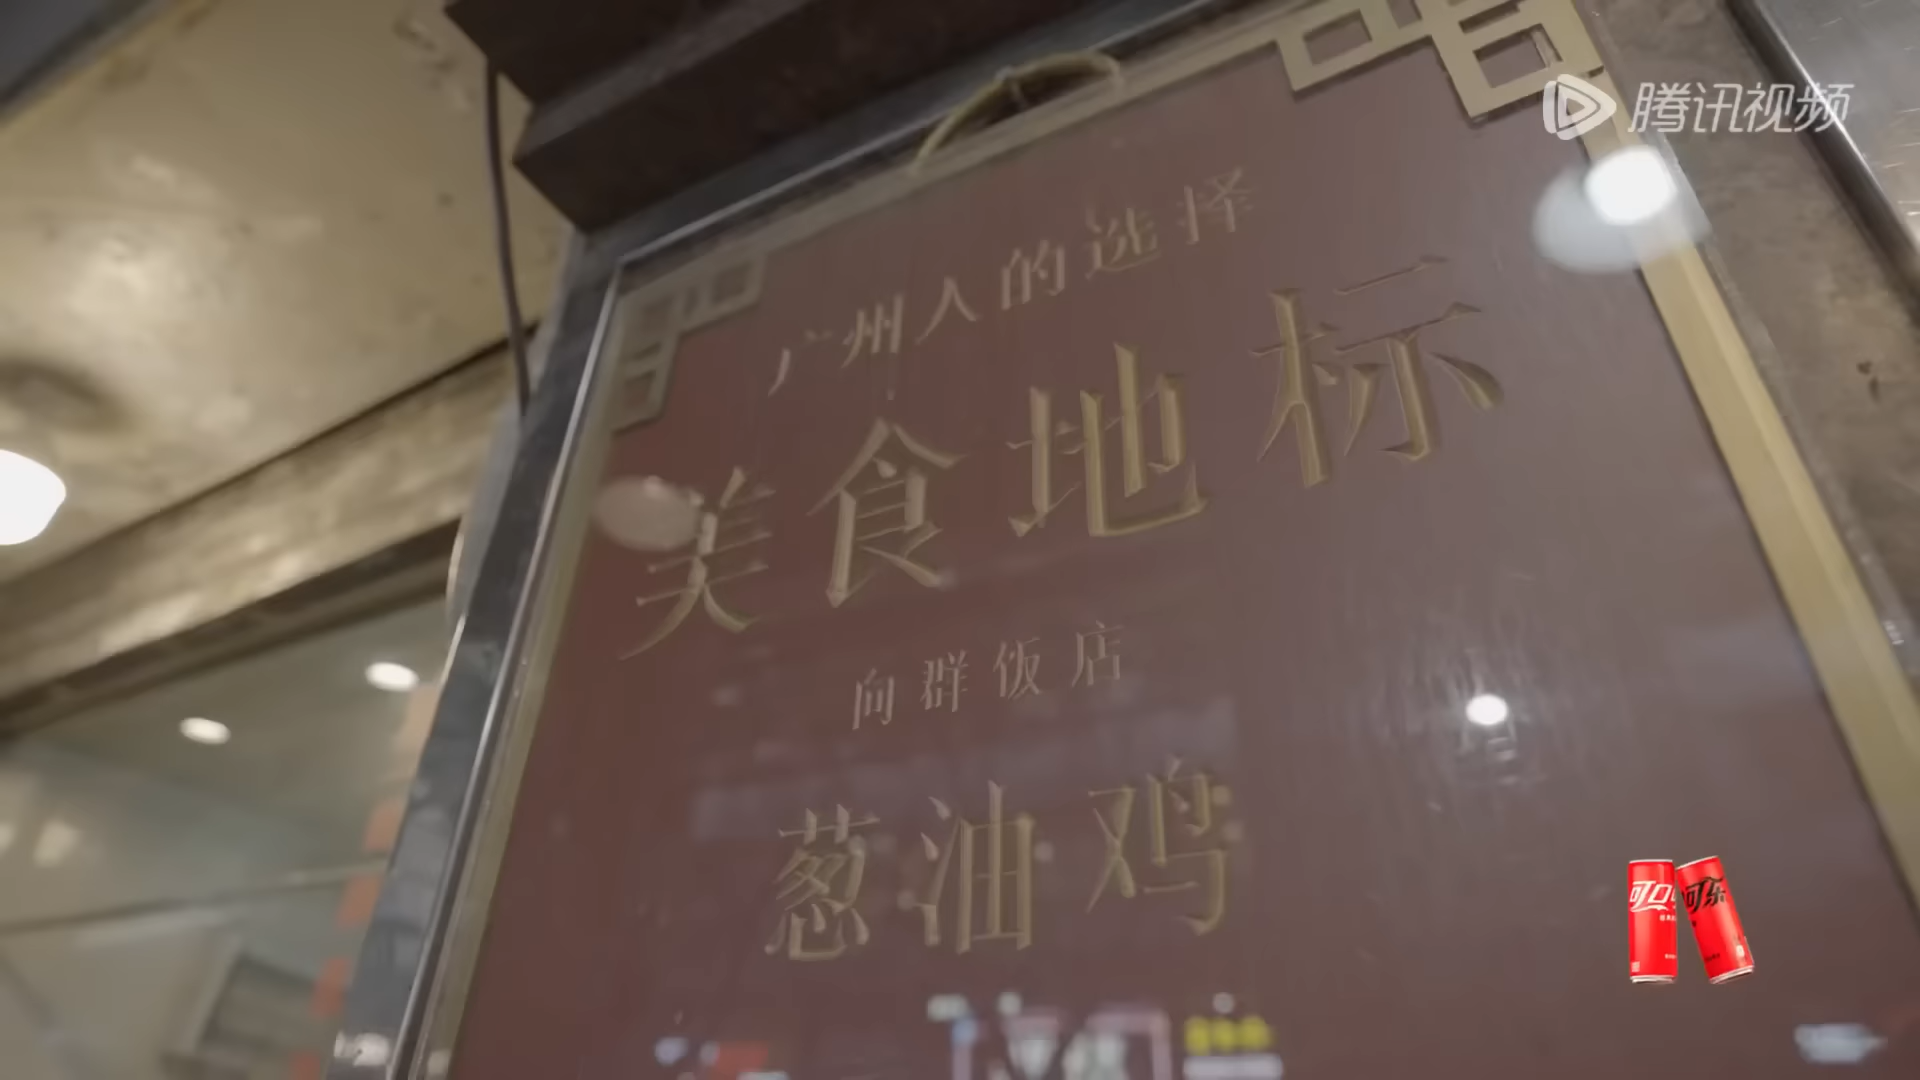 腾讯视频
广州人的选择
美食地标
向群饭店
葱油鸡